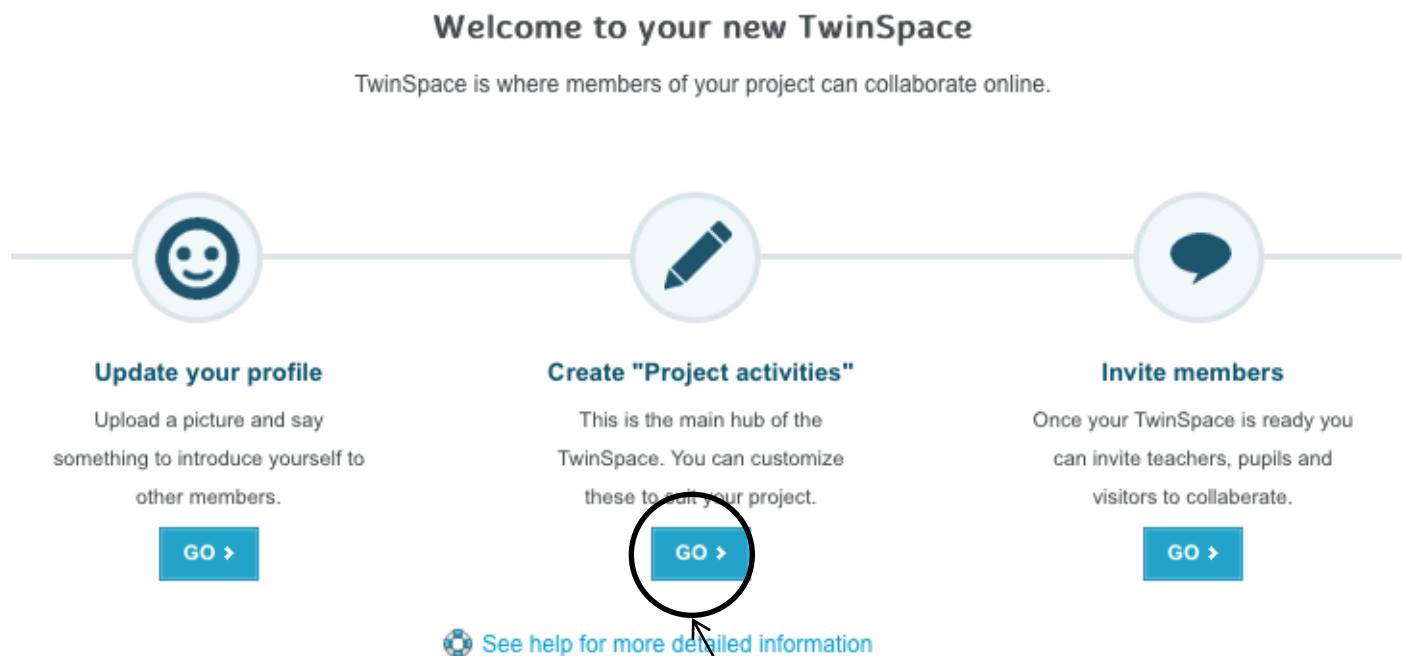 Welcome to your new TwinSpace
TwinSpace is where members of your project can collaborate online.
Update your profile
Upload a picture and say
something to introduce yourself to
other members.
GO
Create "Project activities"
This is the main hub of the
TwinSpace. You can customize
these to suit your project.
GO
Invite members
Once your TwinSpace is ready you
can invite teachers, pupils and
visitors to collaberate.
GO
See help for more detailed information